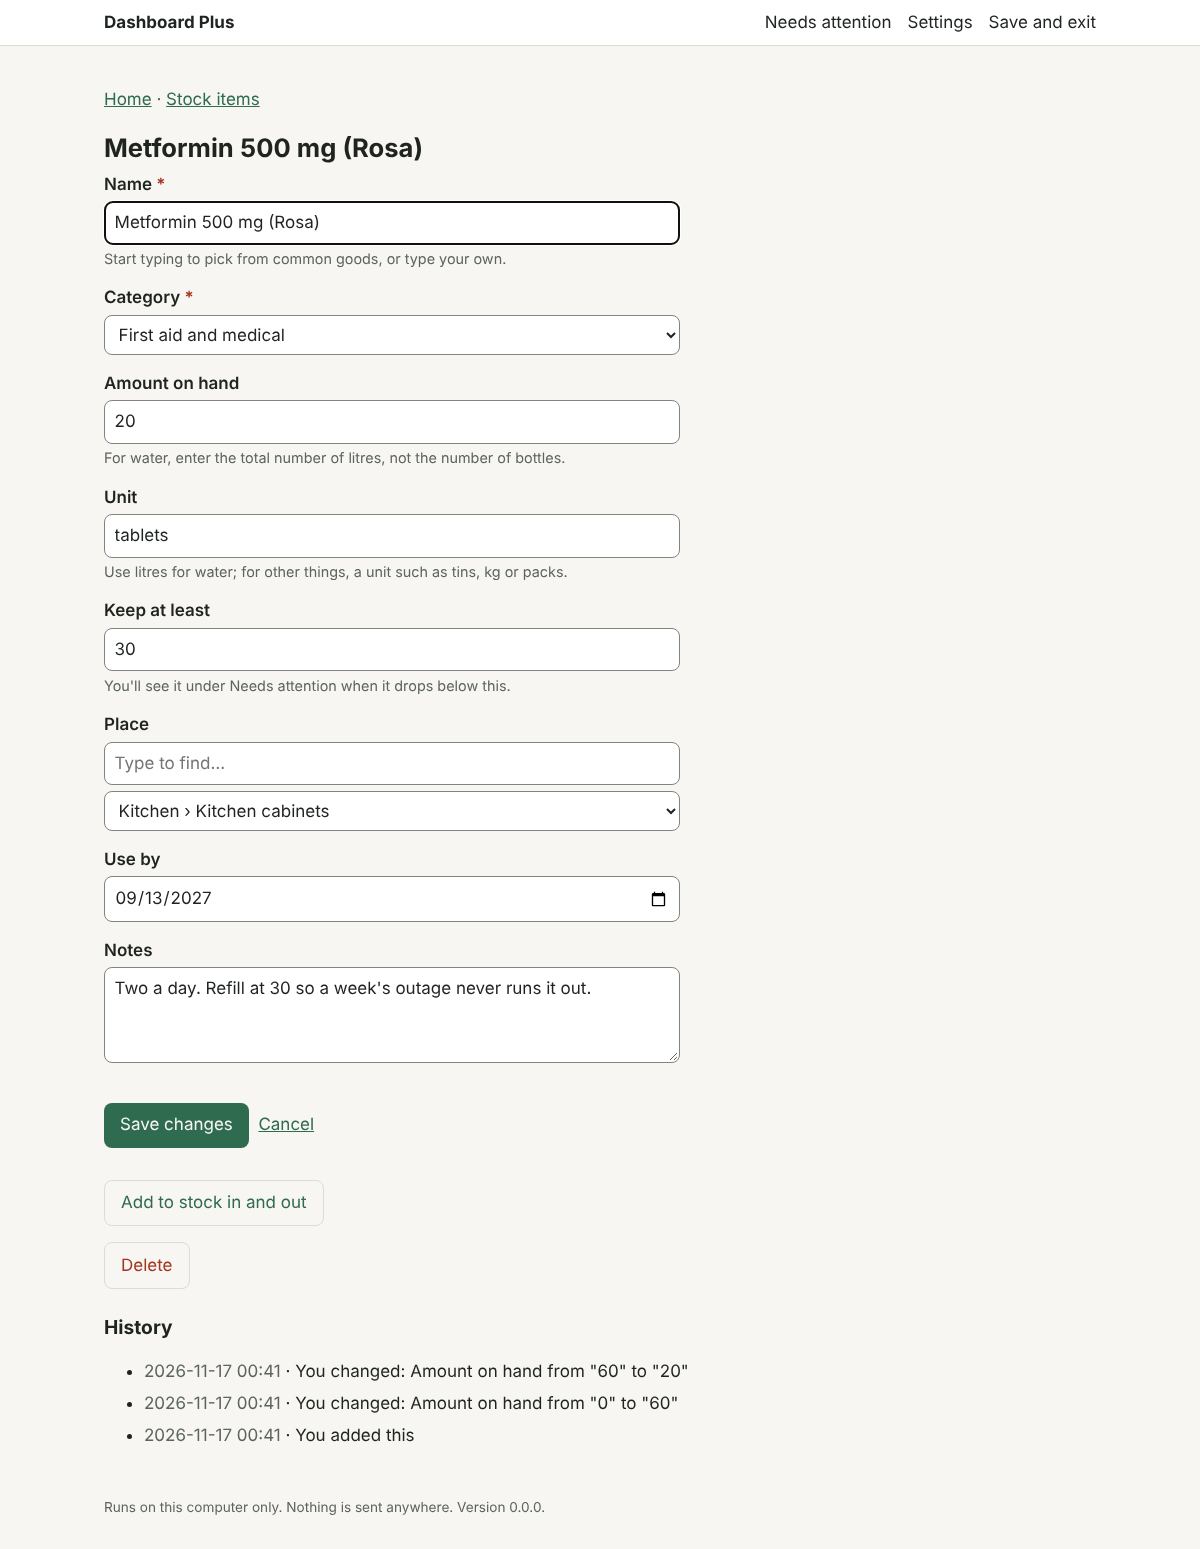 Dashboard Plus
Needs attention Settings Save and exit
Home · Stock items
Metformin 500 mg (Rosa)
Name *
Metformin 500 mg (Rosa)
Start typing to pick from common goods, or type your own.
Category *
First aid and medical
Amount on hand
20
For water, enter the total number of litres, not the number of bottles.
Unit
tablets
Use litres for water; for other things, a unit such as tins, kg or packs.
Keep at least
30
You'll see it under Needs attention when it drops below this.
Place
Type to find...
Kitchen › Kitchen cabinets
Use by
09/13/2027
Notes
Two a day. Refill at 30 so a week's outage never runs it out.
Save changes Cancel
Add to stock in and out
Delete
History
2026-11-17 00:41 · You changed: Amount on hand from "60" to "20"
2026-11-17 00:41 · You changed: Amount on hand from "0" to "60"
2026-11-17 00:41 · You added this
Runs on this computer only. Nothing is sent anywhere. Version 0.0.0.